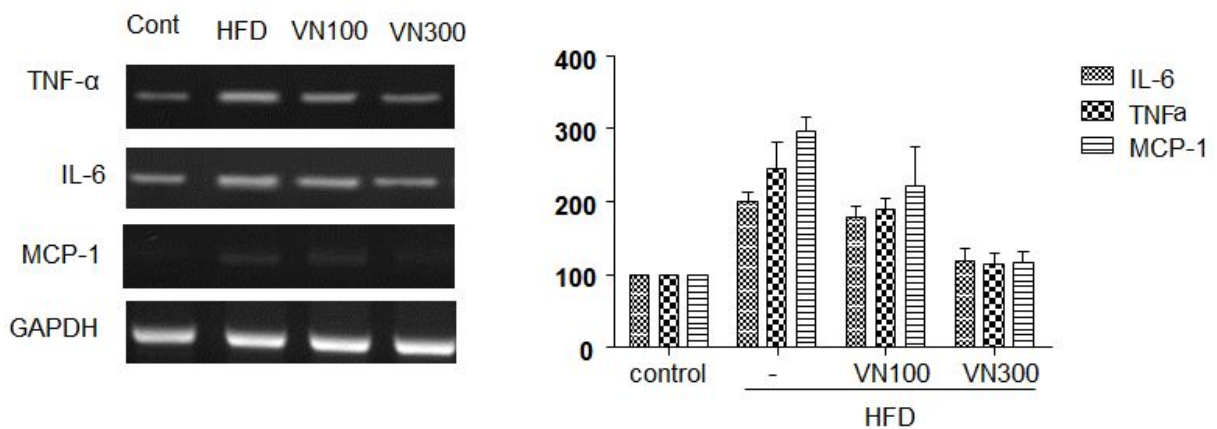 Cont HFD VN100 VN300
TNF-α
IL-6
MCP-1
GAPDH
400
300
200
100
0
control - VN100 VN300
HFD
IL-6
TNFa
MCP-1